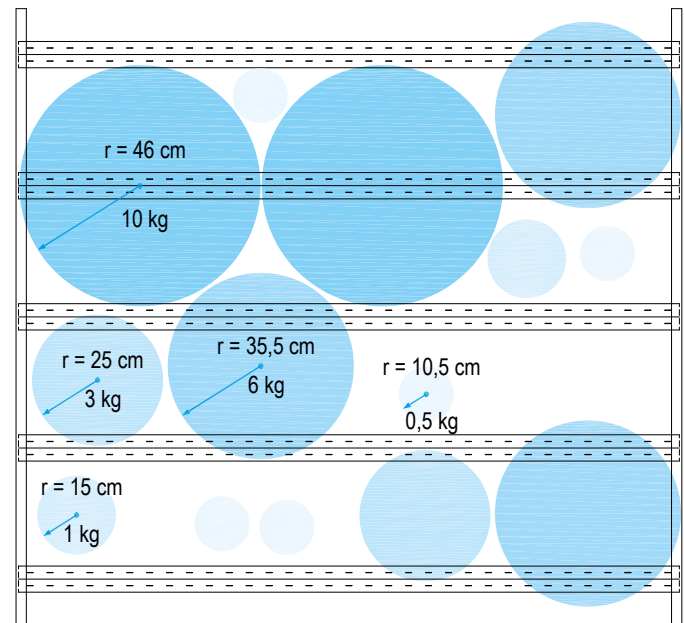 r = 46 cm
10 kg
r = 25 cm
3 kg
r = 35,5 cm
6 kg
r = 10,5 cm
0,5 kg
r = 15 cm
1 kg